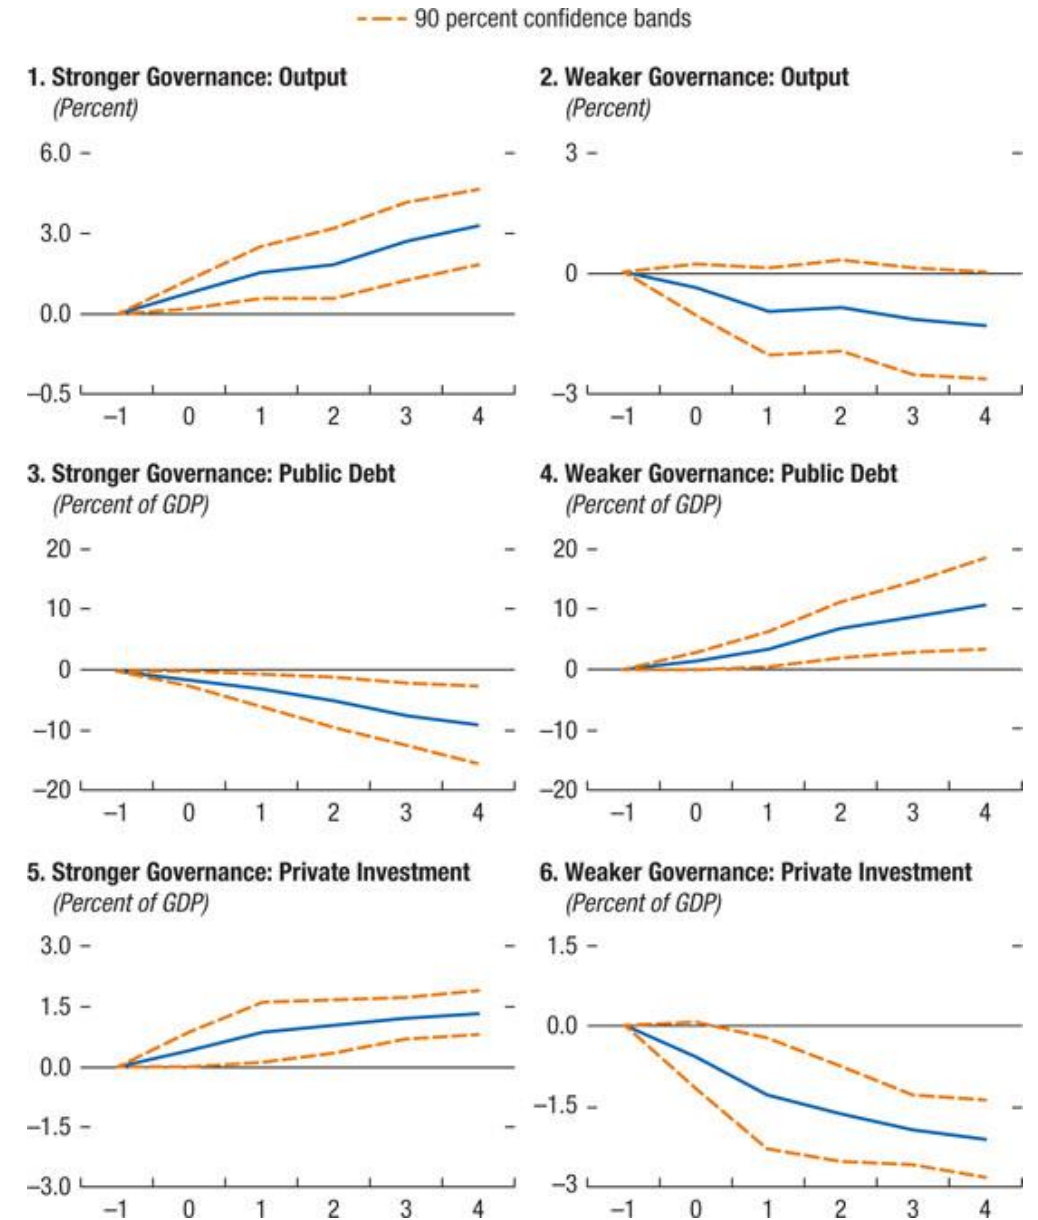 90 percent confidence bands
1. Stronger Governance: Output
(Percent)
6.0
3.0
0.0
–0.5
–1 0 1 2 3 4
2. Weaker Governance: Output
(Percent)
3
0
–3
–1 0 1 2 3 4
3. Stronger Governance: Public Debt
(Percent of GDP)
20
10
0
–10
–20
–1 0 1 2 3 4
4. Weaker Governance: Public Debt
(Percent of GDP)
20
10
0
–10
–20
–1 0 1 2 3 4
5. Stronger Governance: Private Investment
(Percent of GDP)
3.0
1.5
0.0
–1.5
–3.0
–1 0 1 2 3 4
6. Weaker Governance: Private Investment
(Percent of GDP)
1.5
0.0
–1.5
–3
–1 0 1 2 3 4